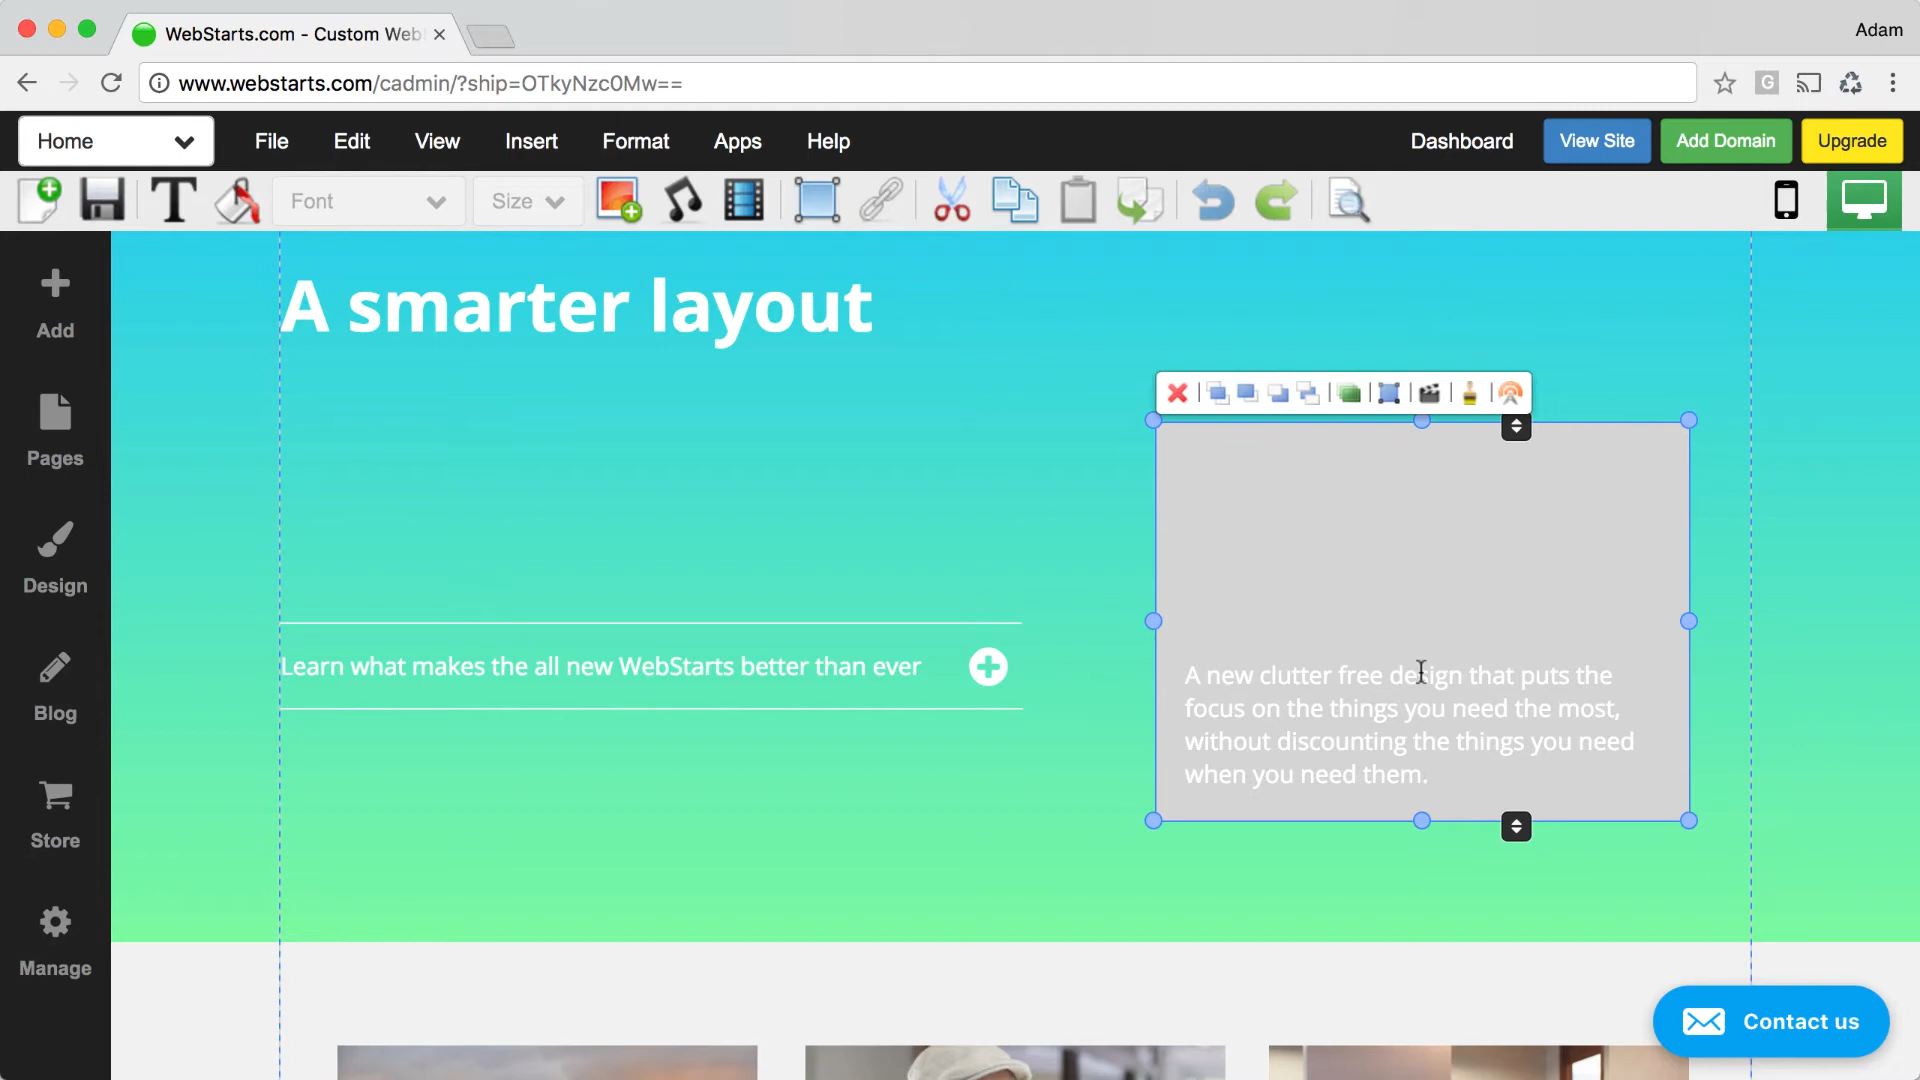 WebStarts.com - Custom Web
Adam
www.webstarts.com/cadmin/?ship=OTkyNzc0Mw==
G
Home
File
Edit
View
Insert
Format
Apps
Help
Dashboard
View Site
Add Domain
Upgrade
T
Font
Size
Add
Pages
Design
Blog
Store
Manage
A smarter layout
Learn what makes the all new WebStarts better than ever
A new clutter free design that puts the
focus on the things you need the most,
without discounting the things you need
when you need them.
Contact us